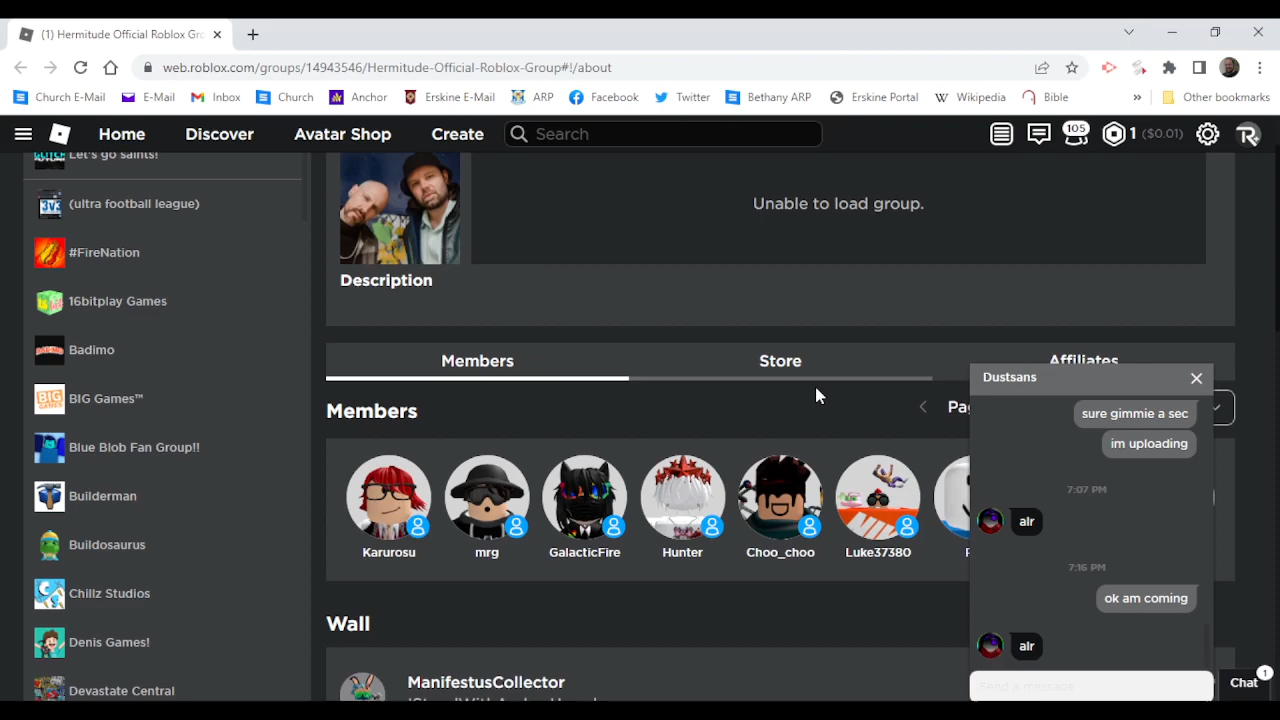 (1) Hermitude Official Roblox Gro
web.roblox.com/groups/14943546/Hermitude-Official-Roblox-Group#!/about
Church E-Mail E-Mail Inbox Church Anchor Erskine E-Mail ARP Facebook Twitter Bethany ARP Erskine Portal Wikipedia Bible » Other bookmarks
Home Discover Avatar Shop Create Search 105 1 ($0.01)
Let's go saints!
(ultra football league)
#FireNation
16bitplay Games
Badimo
BIG Games™
Blue Blob Fan Group!!
Builderman
Buildosaurus
Chillz Studios
Denis Games!
Devastate Central
Unable to load group.
Description
Members Store Affiliates
Members
Karurosu mrg GalacticFire Hunter Choo_choo Luke37380
Wall
ManifestusCollector
Dustsans
sure gimmie a sec
im uploading
7:07 PM
alr
7:16 PM
ok am coming
alr
Send a message
Chat 1